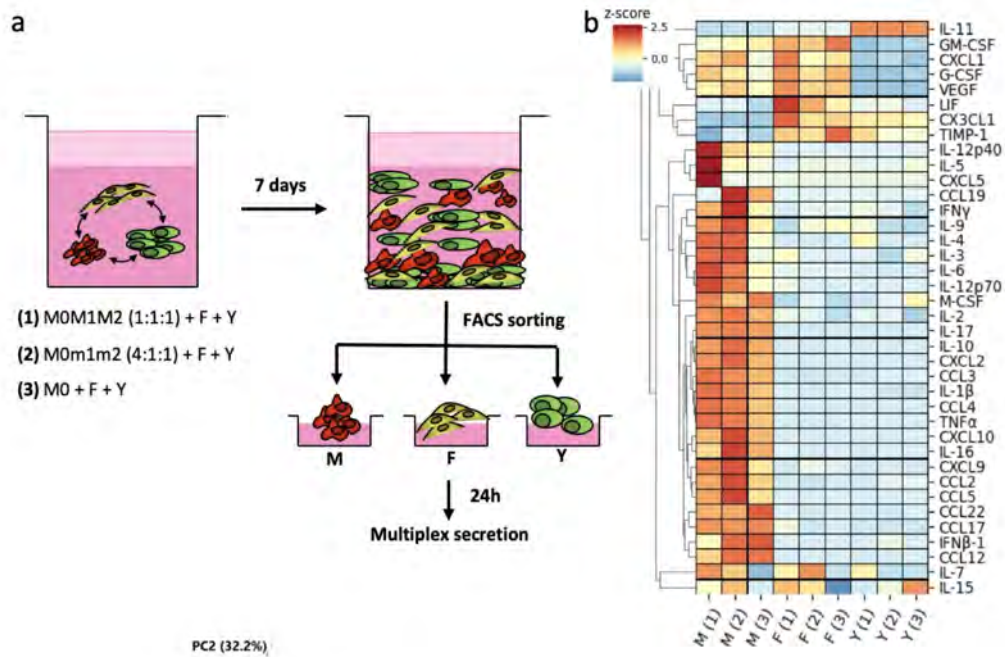 a
7 days
(1) M0M1M2 (1:1:1) + F + Y
(2) M0m1m2 (4:1:1) + F + Y
(3) M0 + F + Y
FACS sorting
M
F
Y
24h
Multiplex secretion
PC2 (32.2%)
b
z-score
2.5
0.0
IL-11
GM-CSF
CXCL1
G-CSF
VEGF
LIF
CX3CL1
TIMP-1
IL-12p40
IL-5
CXCL5
CCL19
IFNγ
IL-9
IL-4
IL-3
IL-6
IL-12p70
M-CSF
IL-2
IL-17
IL-10
CXCL2
CCL3
IL-1β
CCL4
TNFα
CXCL10
IL-16
CXCL9
CCL2
CCL5
CCL22
CCL17
IFNβ-1
CCL12
IL-7
IL-15
M (1)
M (2)
M (3)
F (1)
F (2)
F (3)
Y (1)
Y (2)
Y (3)